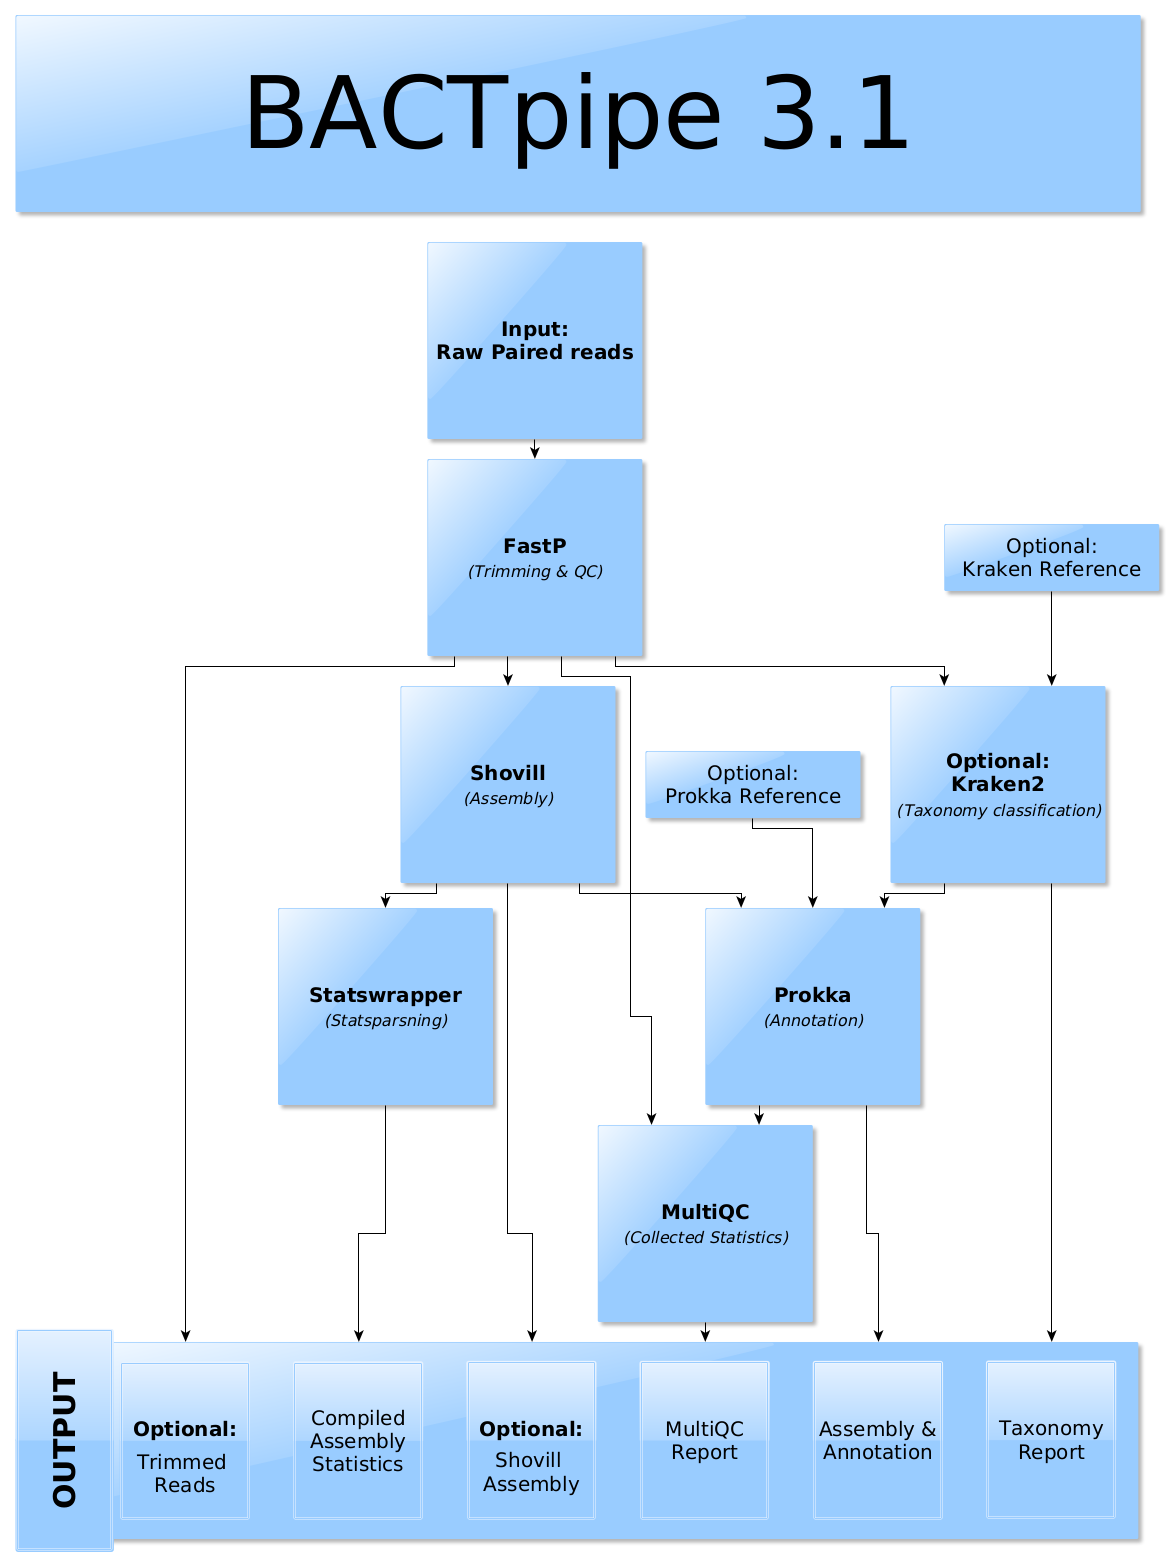 BACTpipe 3.1
Input:
Raw Paired reads
FastP
(Trimming & QC)
Optional:
Kraken Reference
Shovill
(Assembly)
Optional:
Prokka Reference
Optional:
Kraken2
(Taxonomy classification)
Statswrapper
(Statsparsning)
Prokka
(Annotation)
MultiQC
(Collected Statistics)
OUTPUT
Optional:
Trimmed
Reads
Compiled
Assembly
Statistics
Optional:
Shovill
Assembly
MultiQC
Report
Assembly &
Annotation
Taxonomy
Report